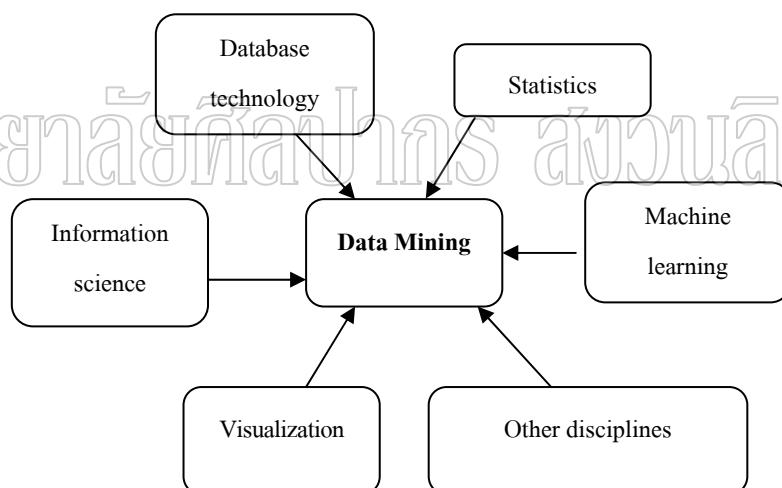 Database
technology
Statistics
ยาลัยศิลปากร สงวนลิ
Information
science
Data Mining
Machine
learning
Visualization
Other disciplines